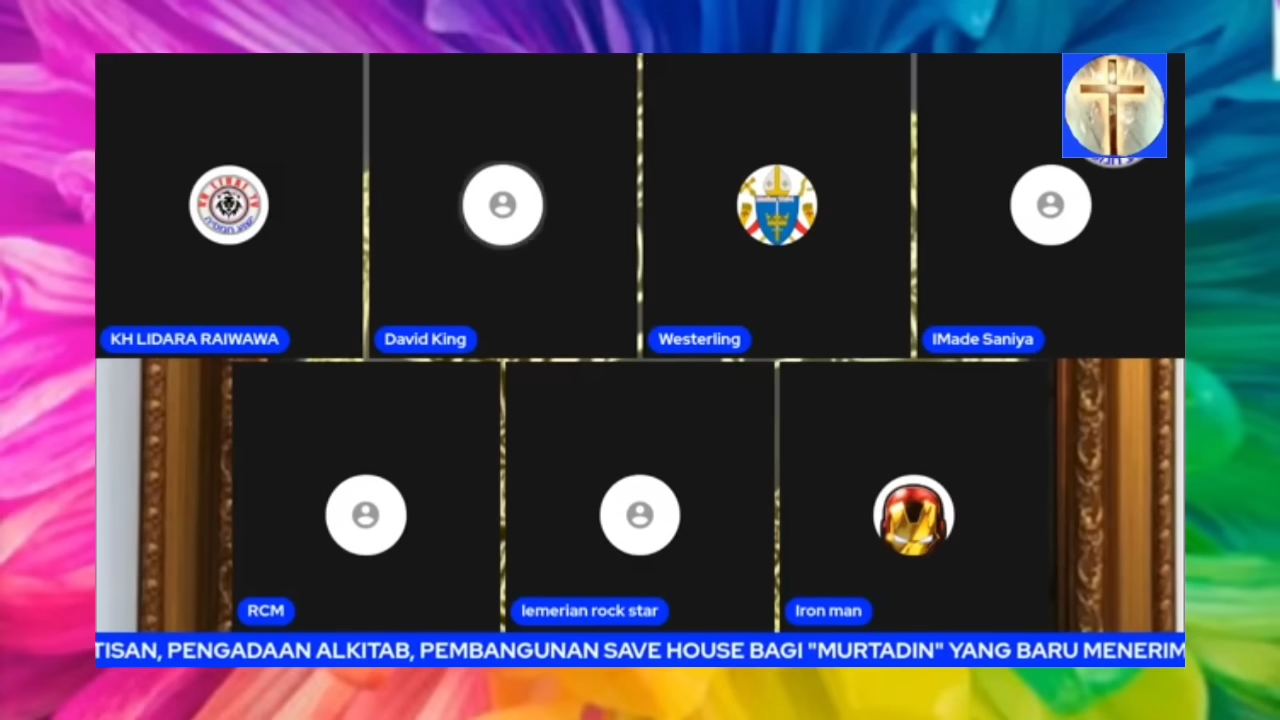 KH LIDARA RAIWAWA
David King
Westerling
IMade Saniya
RCM
lemerian rock star
Iron man
TISAN, PENGADAAN ALKITAB, PEMBANGUNAN SAVE HOUSE BAGI "MURTADIN" YANG BARU MENERIM